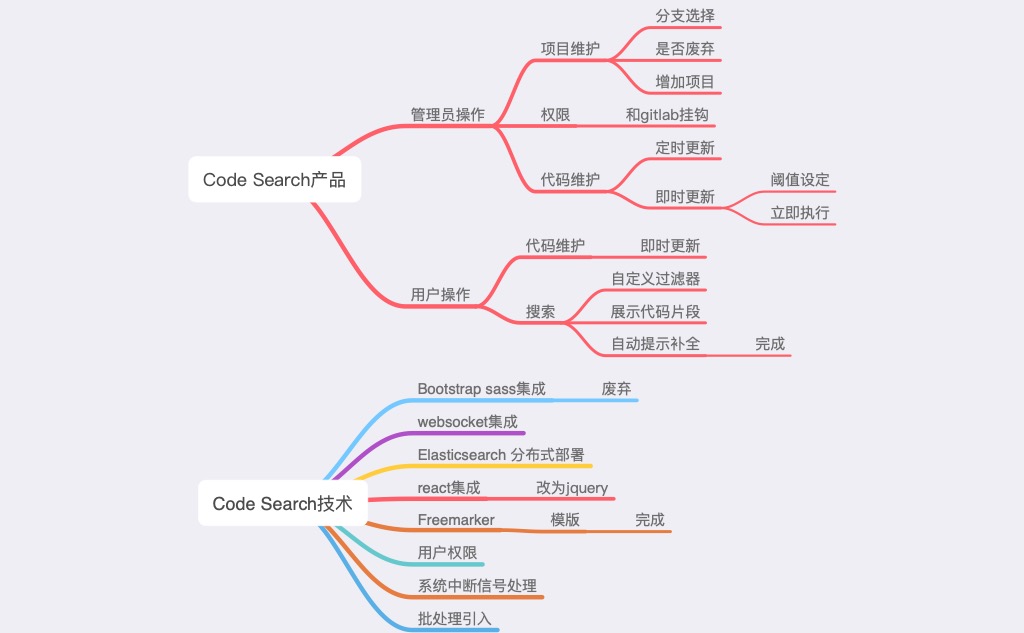 分支选择
项目维护
是否废弃
增加项目
管理员操作
权限
和gitlab挂钩
定时更新
代码维护
阈值设定
即时更新
立即执行
Code Search产品
代码维护
即时更新
自定义过滤器
用户操作
搜索
展示代码片段
自动提示补全
完成
Bootstrap sass集成
废弃
websocket集成
Elasticsearch 分布式部署
react集成
改为jquery
Code Search技术
Freemarker
模版
完成
用户权限
系统中断信号处理
批处理引入